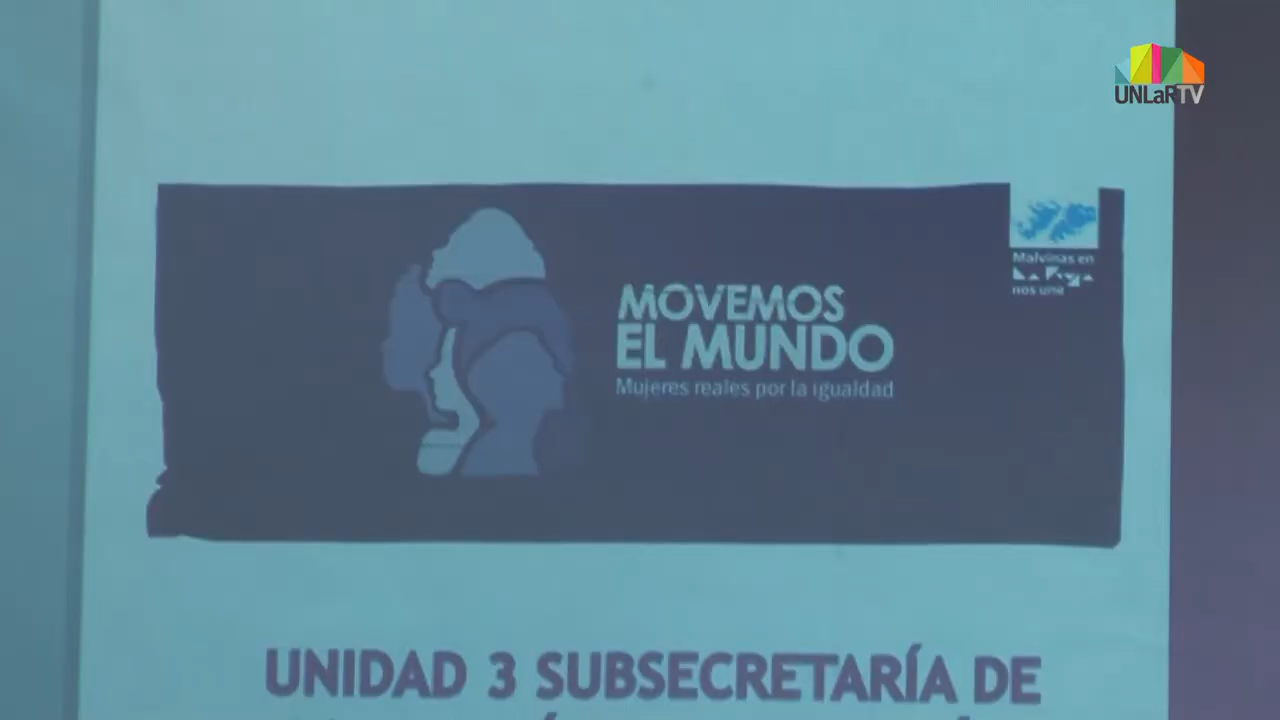 UNLaRTV
Malvinas en
nos une
MOVEMOS
EL MUNDO
Mujeres reales por la igualdad
UNIDAD 3 SUBSECRETARÍA DE